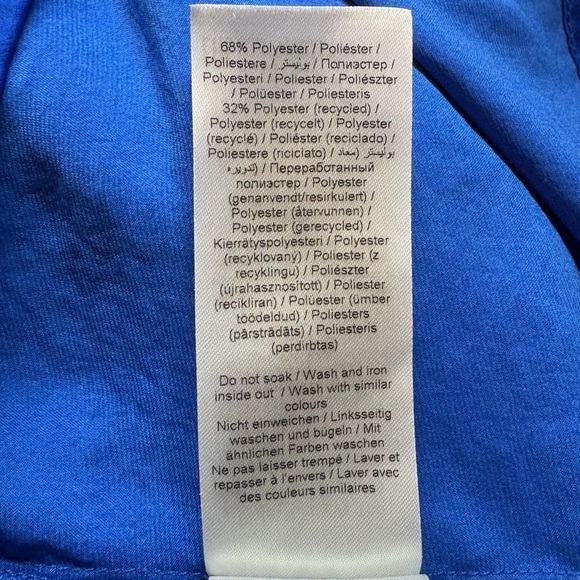 68% Polyester / Poliéster /
Poliestere / بوليستر / Полиэстер /
Polyesteri / Poliester / Poliészter
/ Polüester / Poliesteris
32% Polyester (recycled) /
Polyester (recycelt) / Polyester
(recyclé) / Poliéster (reciclado) /
Poliestere (riciclato) / بوليستر (معاد
تدويره) / Переработанный
полиэстер / Polyester
(genanvendt/resirkulert) /
Polyester (återvunnen) /
Polyester (gerecycled) /
Kierrätyspolyesteri / Polyester
(recyklovaný) / Poliester (z
recyklingu) / Poliészter
(újrahasznosított) / Poliester
(recikliran) / Polüester (ümber
töödeldud) / Poliesters
(pārstrādāts) / Poliesteris
(perdirbtas)
Do not soak / Wash and iron
inside out / Wash with similar
colours
Nicht einweichen / Linksseitig
waschen und bügeln / Mit
ähnlichen Farben waschen
Ne pas laisser trempé / Laver et
repasser à l'envers / Laver avec
des couleurs similaires